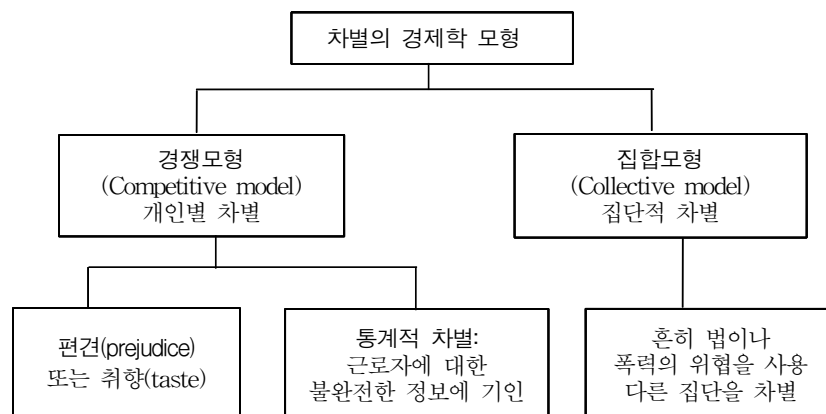 차별의 경제학 모형
경쟁모형
(Competitive model)
개인별 차별
집합모형
(Collective model)
집단적 차별
편견(prejudice)
또는 취향(taste)
통계적 차별:
근로자에 대한
불완전한 정보에 기인
흔히 법이나
폭력의 위협을 사용
다른 집단을 차별